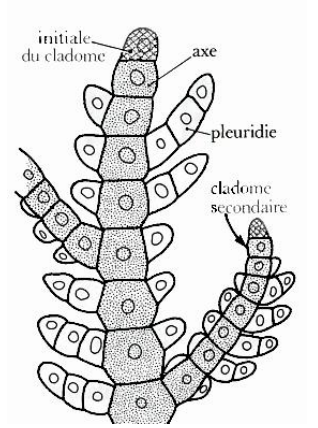 initiale
du cladome
axe
pleuridie
cladome
secondaire